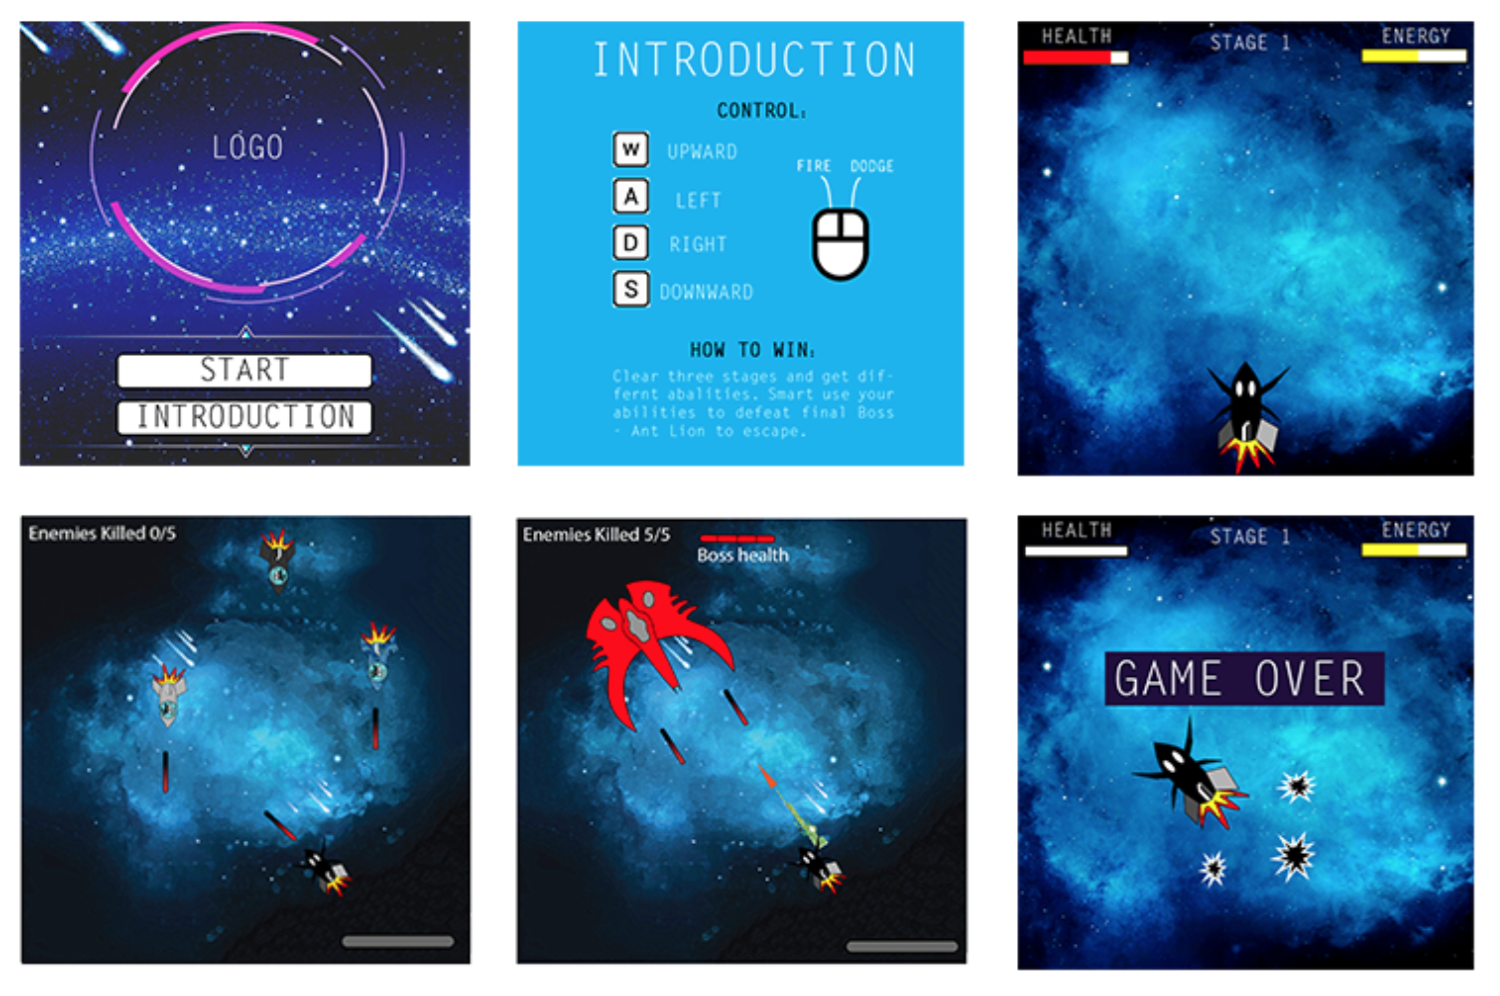 LOGO
START
INTRODUCTION
INTRODUCTION
CONTROL:
W UPWARD
A LEFT
D RIGHT
S DOWNWARD
FIRE DODGE
HOW TO WIN:
Clear three stages and get dif-
fernt abalities. Smart use your
abilities to defeat final Boss
- Ant Lion to escape.
HEALTH
STAGE 1
ENERGY
Enemies Killed 0/5
Enemies Killed 5/5
Boss health
HEALTH
STAGE 1
ENERGY
GAME OVER